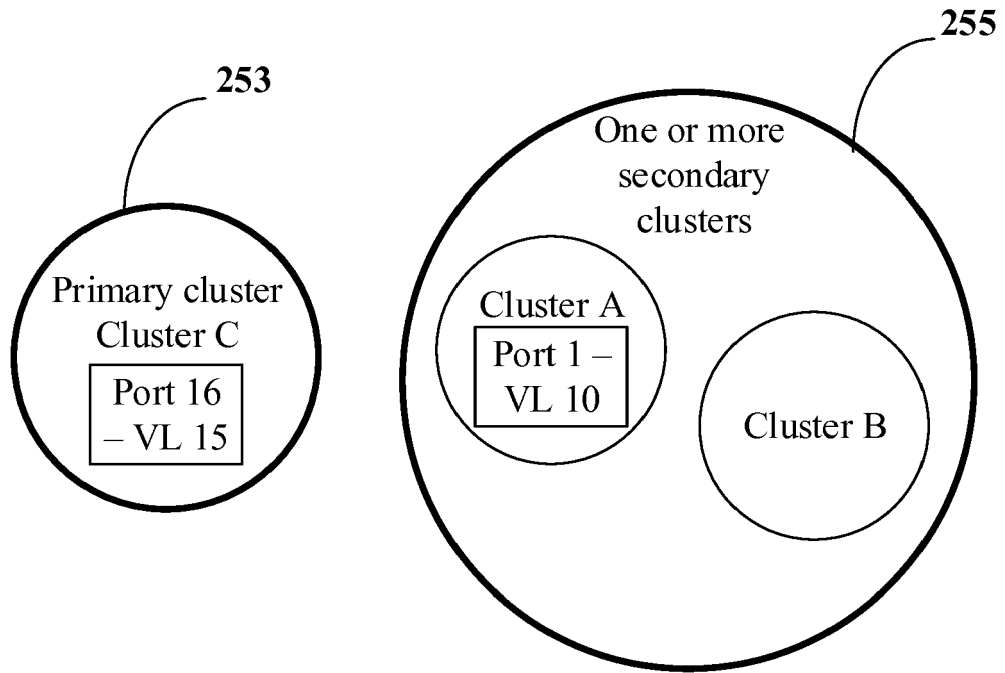 253
Primary cluster
Cluster C
Port 16
– VL 15
255
One or more
secondary
clusters
Cluster A
Port 1 –
VL 10
Cluster B